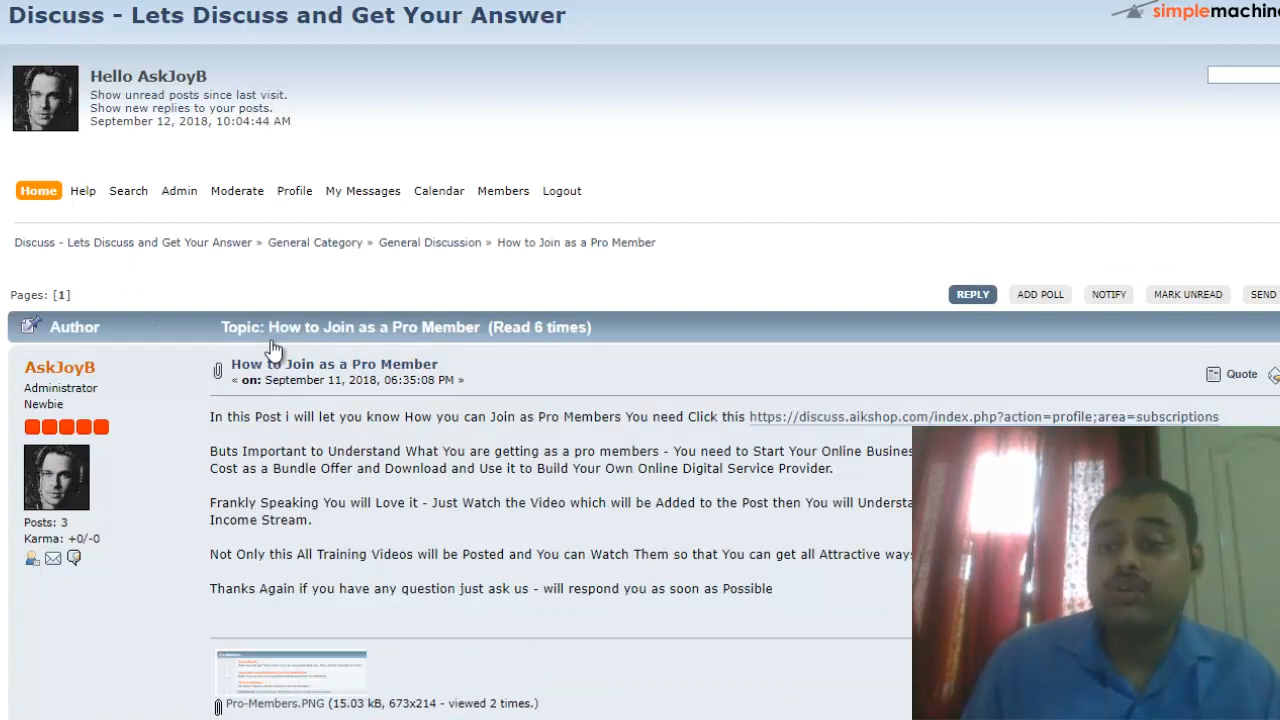 Discuss - Lets Discuss and Get Your Answer
simplemachin
Hello AskJoyB
Show unread posts since last visit.
Show new replies to your posts.
September 12, 2018, 10:04:44 AM
Home Help Search Admin Moderate Profile My Messages Calendar Members Logout
Discuss - Lets Discuss and Get Your Answer » General Category » General Discussion » How to Join as a Pro Member
Pages: [1]
REPLY ADD POLL NOTIFY MARK UNREAD SEND
Author Topic: How to Join as a Pro Member (Read 6 times)
AskJoyB
Administrator
Newbie
Posts: 3
Karma: +0/-0
How to Join as a Pro Member
« on: September 11, 2018, 06:35:08 PM »
Quote
In this Post i will let you know How you can Join as Pro Members You need Click this https://discuss.aikshop.com/index.php?action=profile;area=subscriptions
Buts Important to Understand What You are getting as a pro members - You need to Start Your Online Busines
Cost as a Bundle Offer and Download and Use it to Build Your Own Online Digital Service Provider.
Frankly Speaking You will Love it - Just Watch the Video which will be Added to the Post then You will Understa
Income Stream.
Not Only this All Training Videos will be Posted and You can Watch Them so that You can get all Attractive ways
Thanks Again if you have any question just ask us - will respond you as soon as Possible
Pro-Members.PNG (15.03 kB, 673x214 - viewed 2 times.)